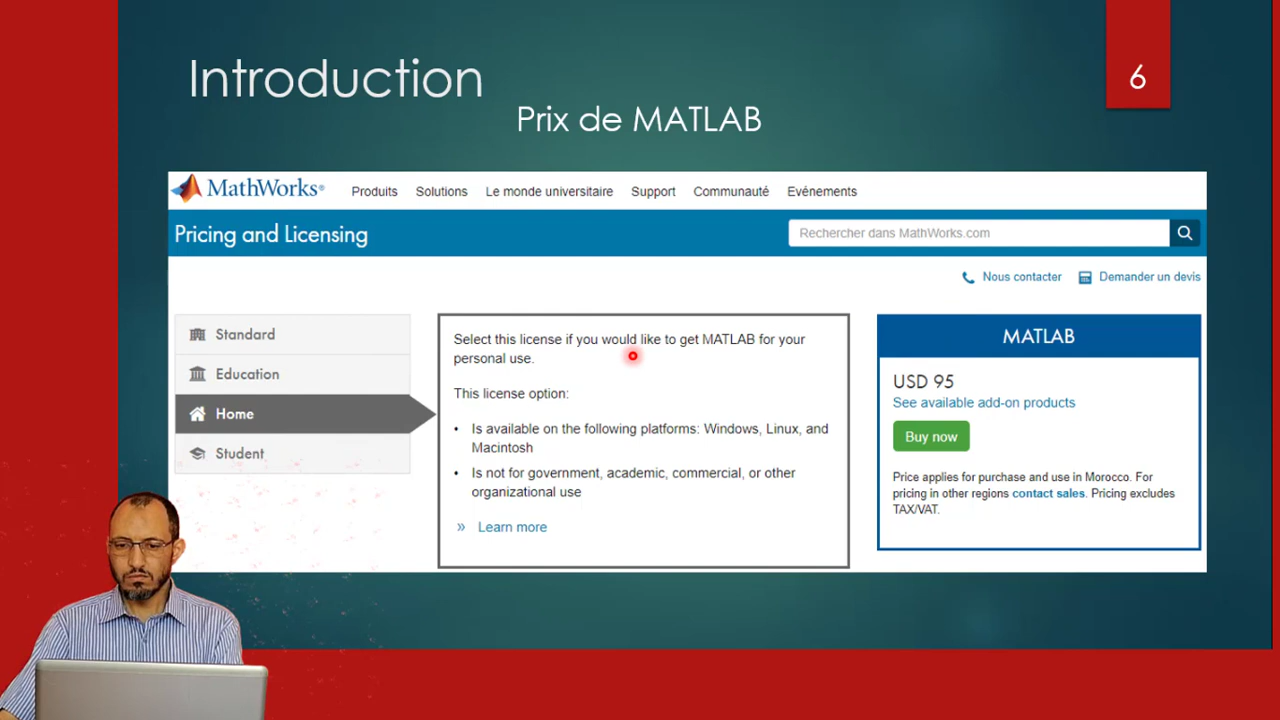 Introduction
6
Prix de MATLAB
MathWorks®
Produits Solutions Le monde universitaire Support Communauté Evénements
Pricing and Licensing
Rechercher dans MathWorks.com
Nous contacter Demander un devis
Standard
Education
Home
Student
Select this license if you would like to get MATLAB for your
personal use.
This license option:
• Is available on the following platforms: Windows, Linux, and
Macintosh
• Is not for government, academic, commercial, or other
organizational use
» Learn more
MATLAB
USD 95
See available add-on products
Buy now
Price applies for purchase and use in Morocco. For
pricing in other regions contact sales. Pricing excludes
TAX/VAT.